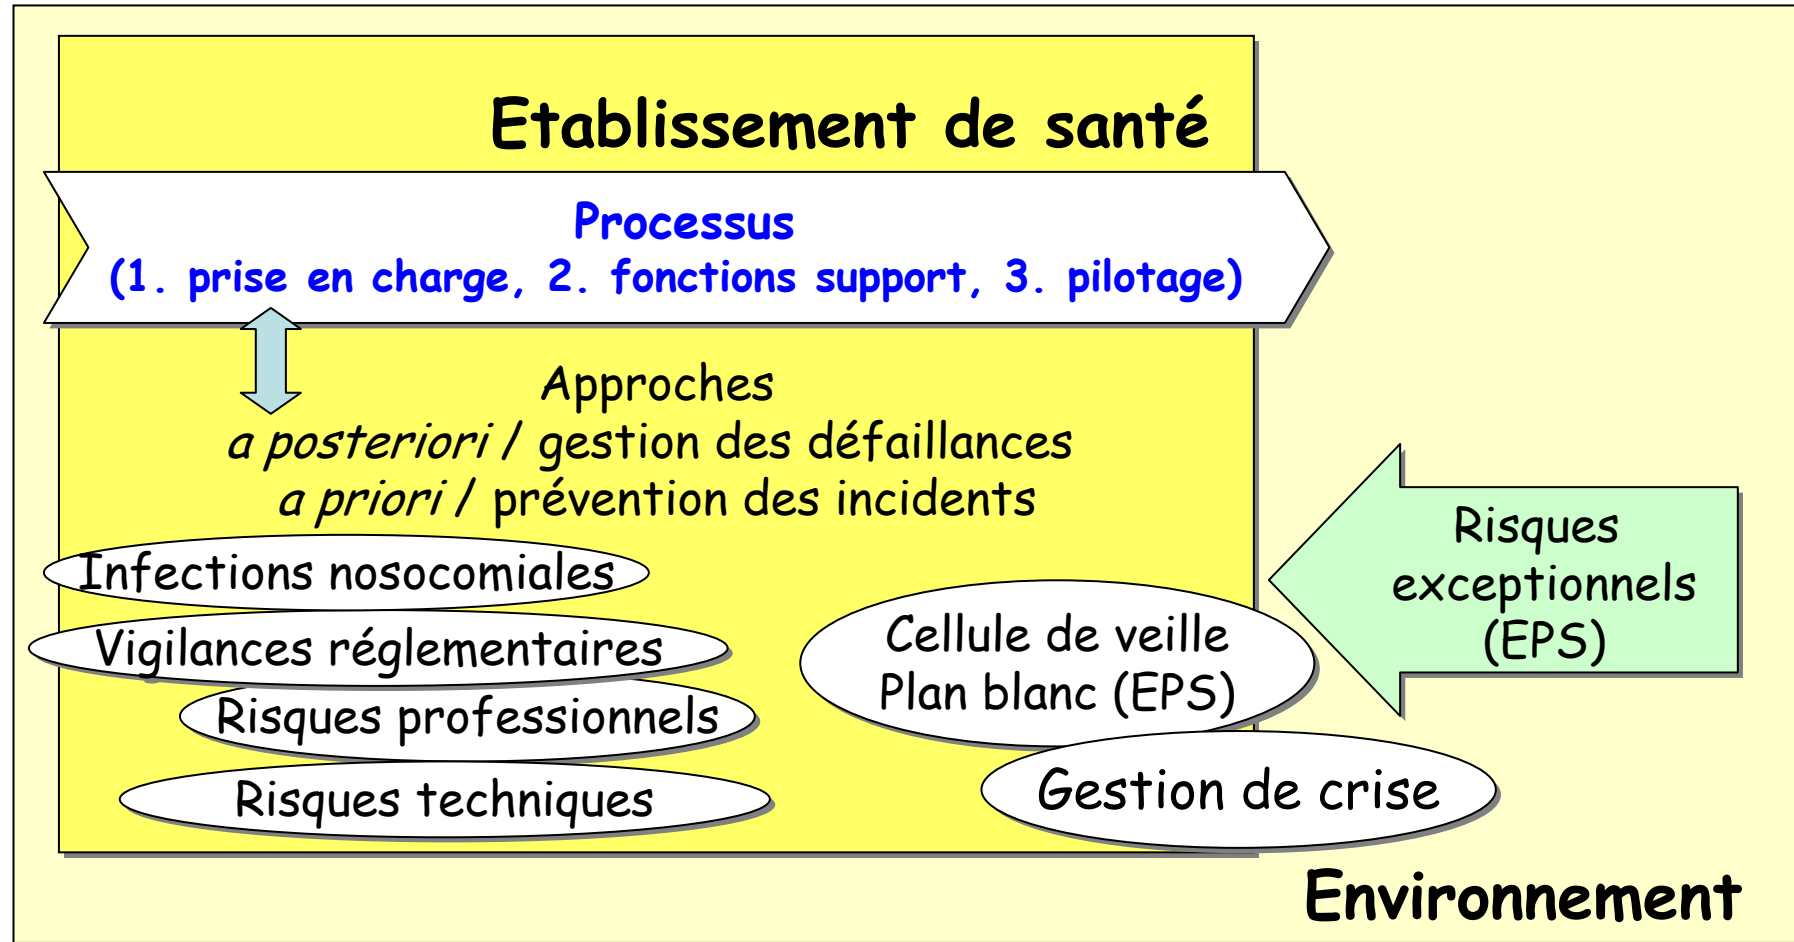 Etablissement de santé
Processus
(1. prise en charge, 2. fonctions support, 3. pilotage)
Approches
a posteriori / gestion des défaillances
a priori / prévention des incidents
Infections nosocomiales
Vigilances réglementaires
Risques professionnels
Risques techniques
Cellule de veille
Plan blanc (EPS)
Gestion de crise
Risques
exceptionnels
(EPS)
Environnement